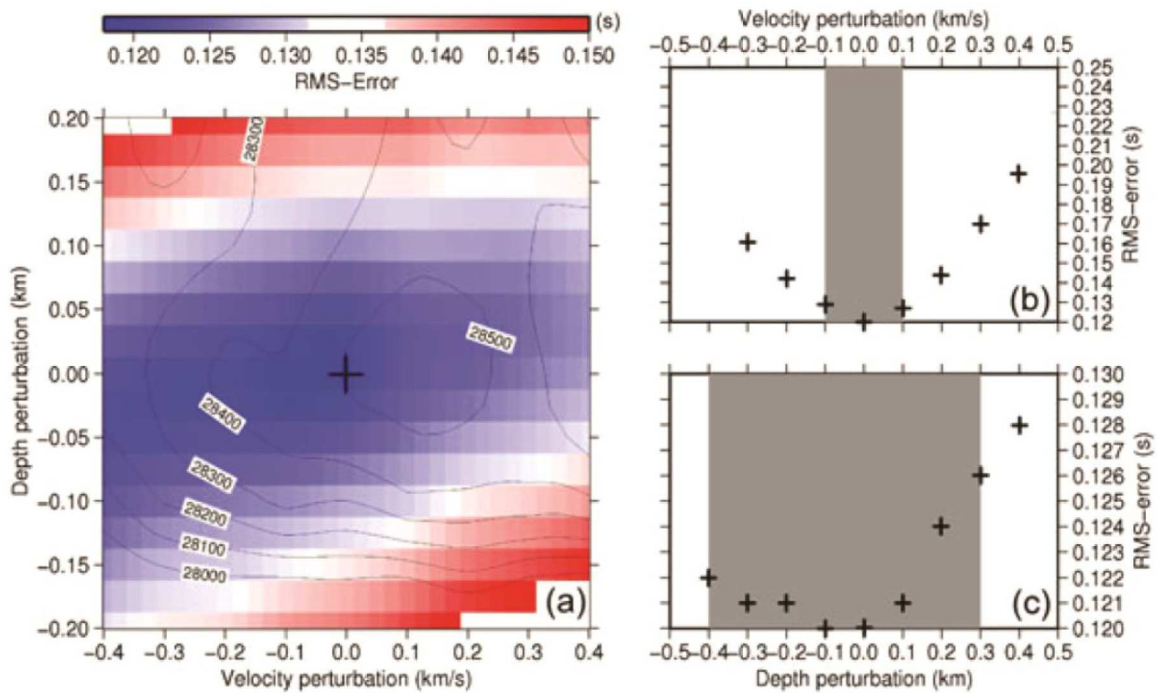 (s)
0.120 0.125 0.130 0.135 0.140 0.145 0.150
RMS-Error
0.20
0.15
0.10
0.05
0.00
-0.05
-0.10
-0.15
-0.20
Depth perturbation (km)
28300
28500
28400
28300
28200
28100
28000
(a)
-0.4 -0.3 -0.2 -0.1 0.0 0.1 0.2 0.3 0.4
Velocity perturbation (km/s)
Velocity perturbation (km/s)
-0.5 -0.4 -0.3 -0.2 -0.1 0.0 0.1 0.2 0.3 0.4 0.5
0.25
0.24
0.23
0.22
0.21
0.20
0.19
0.18
0.17
0.16
0.14
0.13
0.12
RMS-error (s)
(b)
0.130
0.129
0.128
0.127
0.126
0.124
0.123
0.122
0.121
0.120
RMS-error (s)
(c)
-0.5 -0.4 -0.3 -0.2 -0.1 0.0 0.1 0.2 0.3 0.4 0.5
Depth perturbation (km)